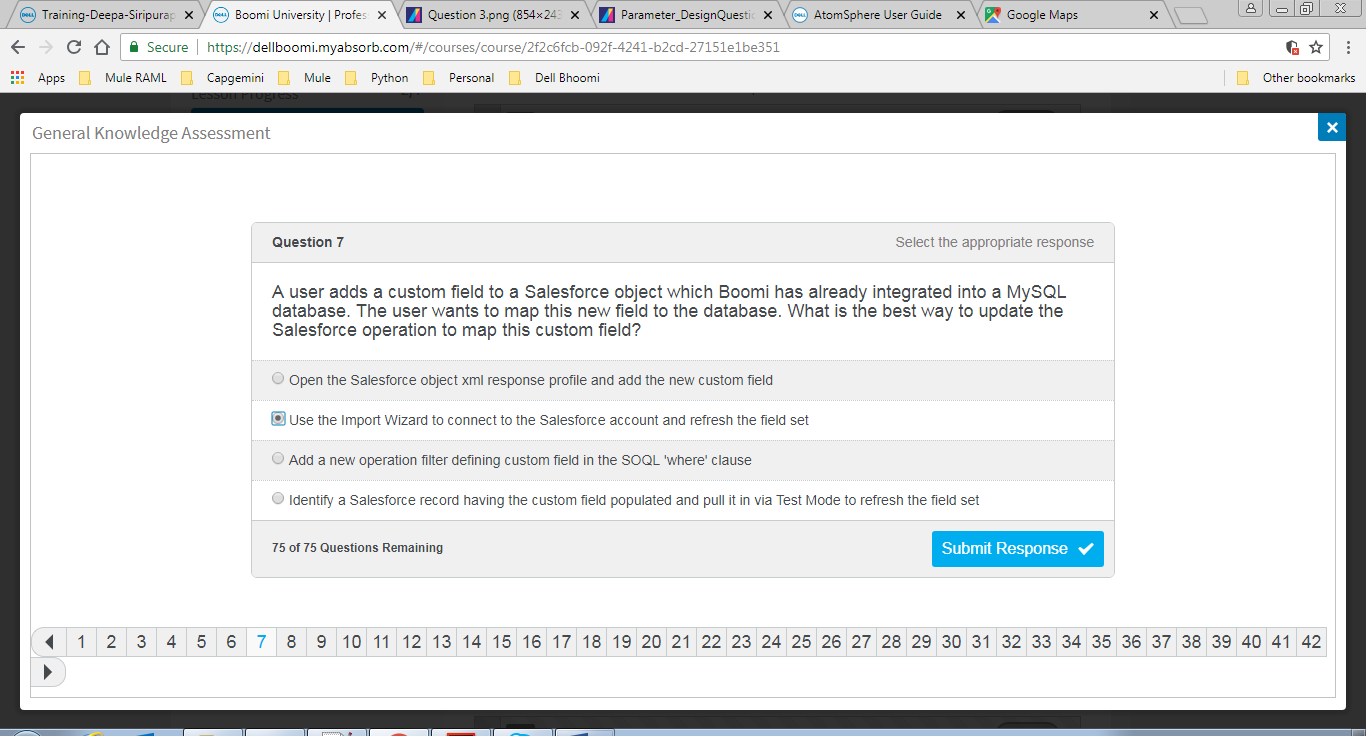 Training-Deepa-Siripurap
Boomi University | Profes
Question 3.png (854×243
Parameter_DesignQuestic
AtomSphere User Guide
Google Maps
Secure
https://dellboomi.myabsorb.com/#/courses/course/2f2c6fcb-092f-4241-b2cd-27151e1be351
Apps
Mule RAML
Capgemini
Mule
Python
Personal
Dell Bhoomi
Other bookmarks
Lesson Progress
General Knowledge Assessment
Question 7
Select the appropriate response
A user adds a custom field to a Salesforce object which Boomi has already integrated into a MySQL
database. The user wants to map this new field to the database. What is the best way to update the
Salesforce operation to map this custom field?
Open the Salesforce object xml response profile and add the new custom field
Use the Import Wizard to connect to the Salesforce account and refresh the field set
Add a new operation filter defining custom field in the SOQL 'where' clause
Identify a Salesforce record having the custom field populated and pull it in via Test Mode to refresh the field set
75 of 75 Questions Remaining
Submit Response
1 2 3 4 5 6 7 8 9 10 11 12 13 14 15 16 17 18 19 20 21 22 23 24 25 26 27 28 29 30 31 32 33 34 35 36 37 38 39 40 41 42